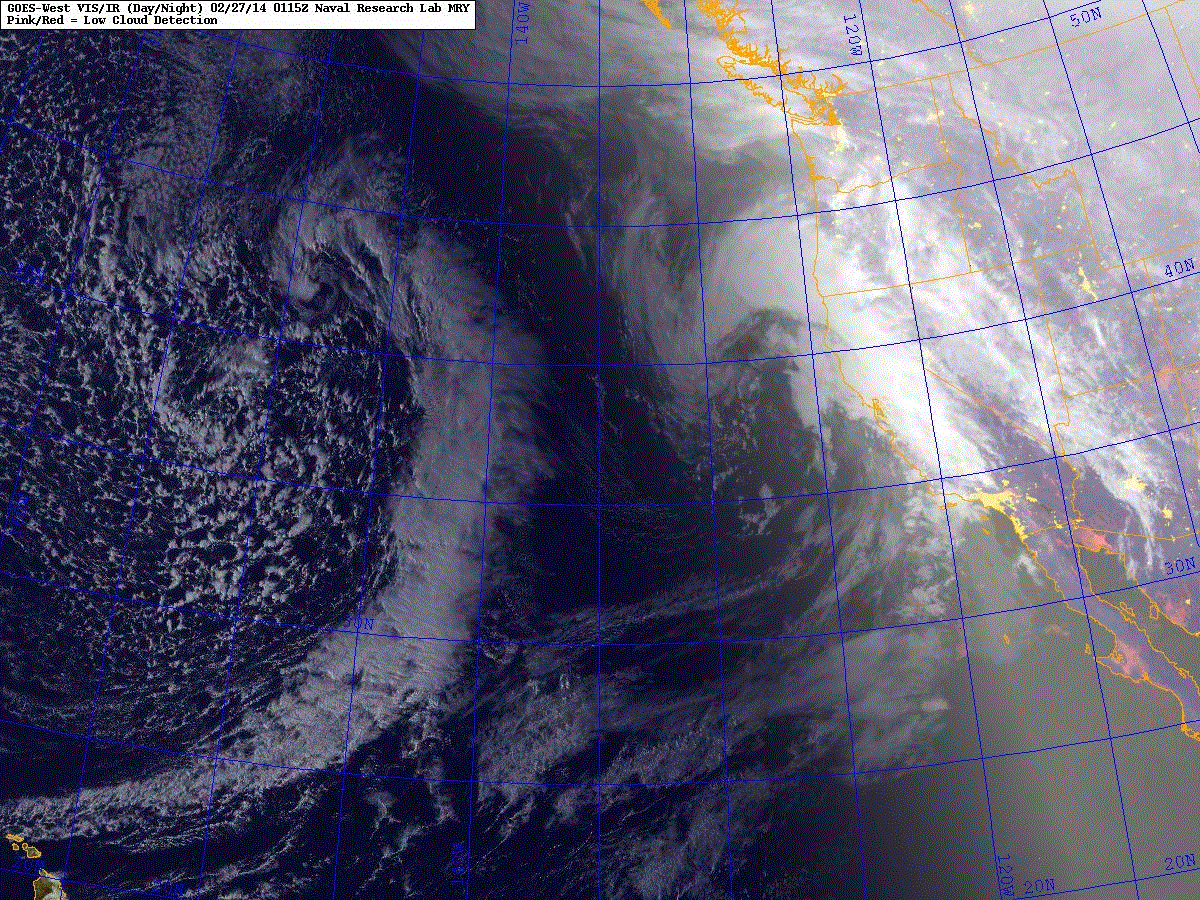 GOES-West VIS/IR (Day/Night) 02/27/14 0115Z Naval Research Lab MRY
Pink/Red = Low Cloud Detection
140W
120W
50N
40N
30N
30N
120W
20N
20N